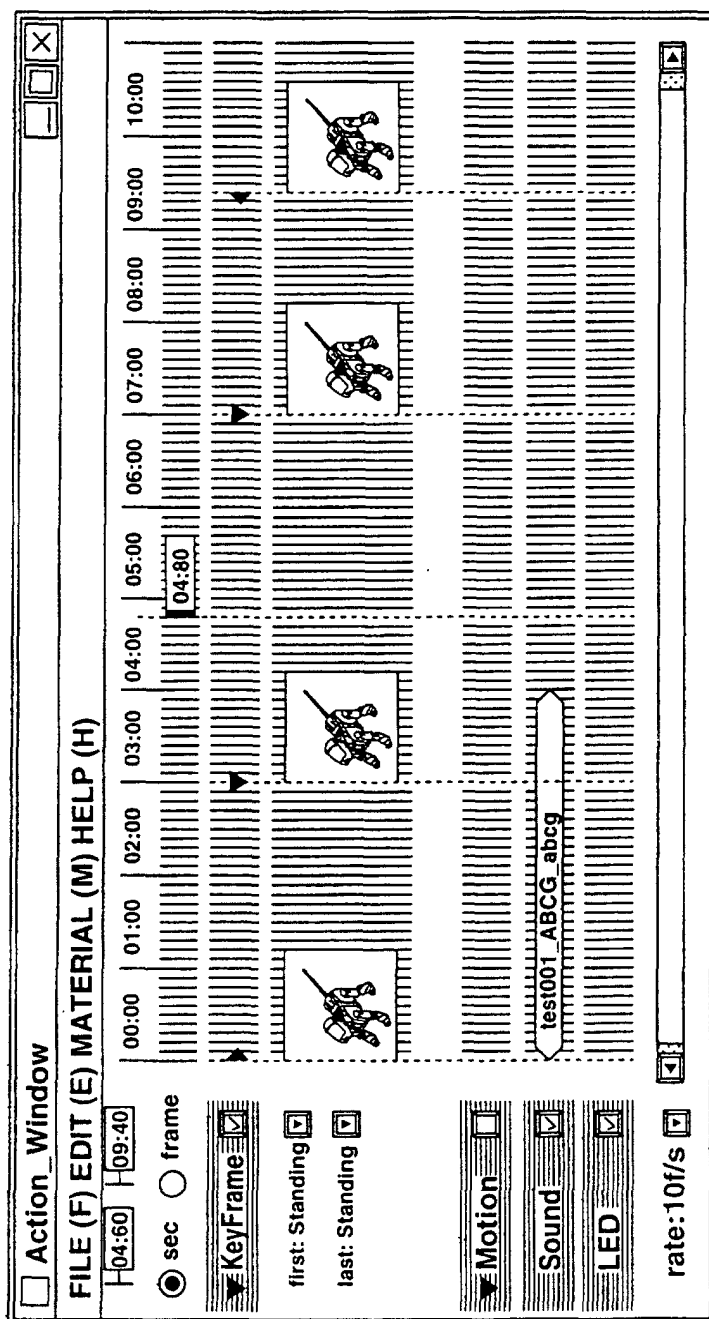 Action_Window
FILE (F) EDIT (E) MATERIAL (M) HELP (H)
04:60 09:40
sec frame
00:00 01:00 02:00 03:00 04:00 05:00 06:00 07:00 08:00 09:00 10:00
04:80
KeyFrame
first: Standing
last: Standing
Motion
Sound
test001_ABCG_abcg
LED
rate:10f/s